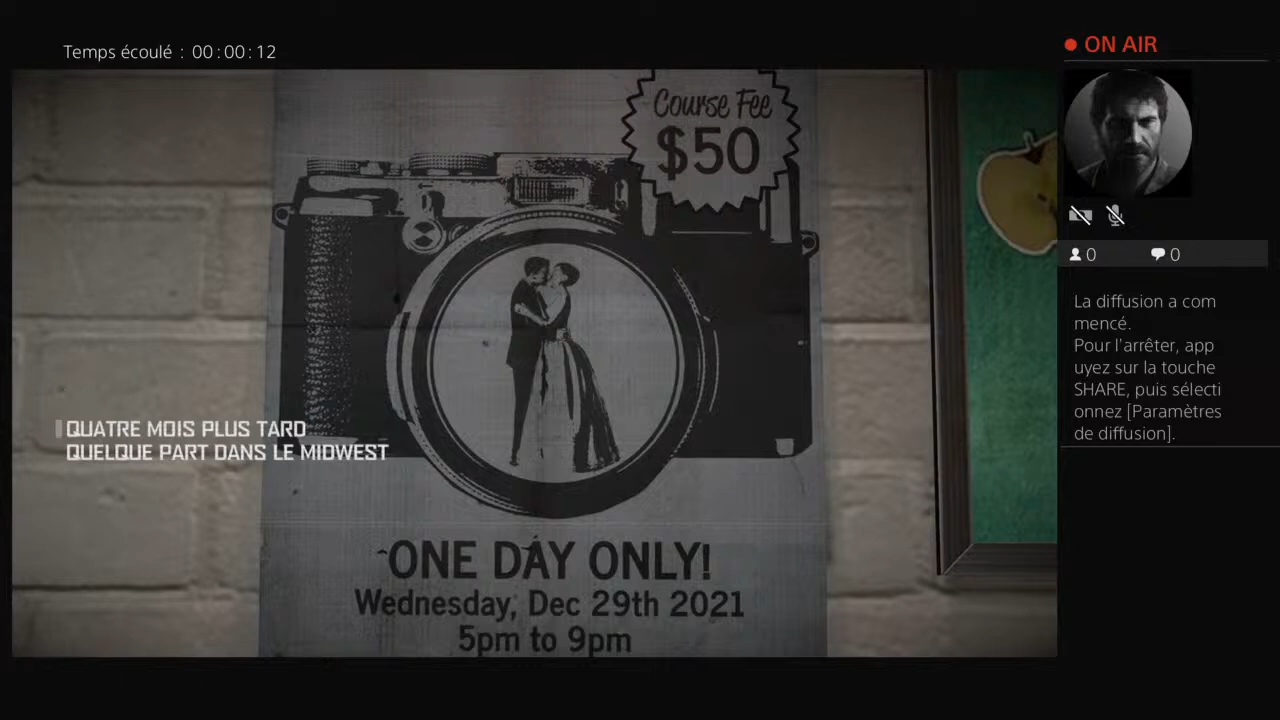 Temps écoulé : 00:00:12
ON AIR
Course Fee
$50
0
0
La diffusion a com
mencé.
Pour l'arrêter, app
uyez sur la touche
SHARE, puis sélecti
onnez [Paramètres
de diffusion].
QUATRE MOIS PLUS TARD
QUELQUE PART DANS LE MIDWEST
ONE DAY ONLY!
Wednesday, Dec 29th 2021
5pm to 9pm